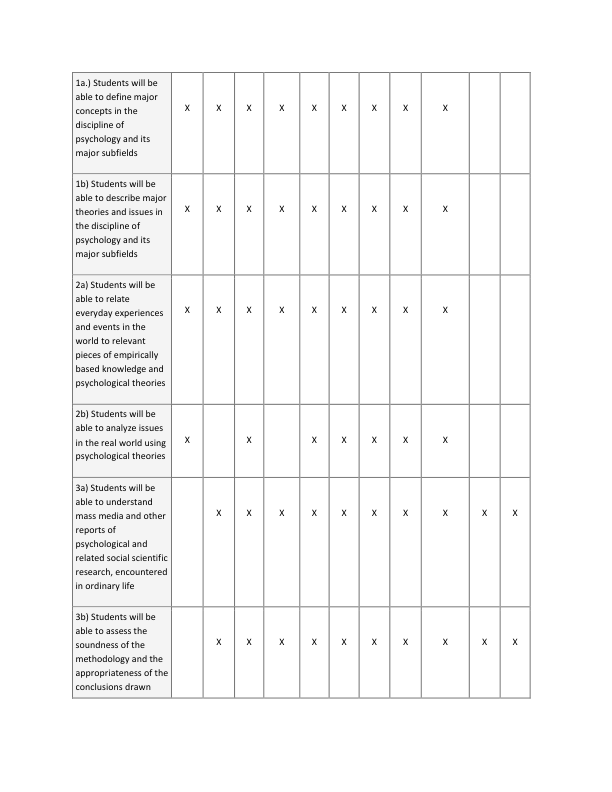 1a.) Students will be
able to define major
concepts in the
X X X X X X X X X
discipline of
psychology and its
major subfields
1b) Students will be
able to describe major
theories and issues in
X X X X X X X X X
the discipline of
psychology and its
major subfields
2a) Students will be
able to relate
everyday experiences
X X X X X X X X X
and events in the
world to relevant
pieces of empirically
based knowledge and
psychological theories
2b) Students will be
able to analyze issues
in the real world using
X X X X X X X
psychological theories
3a) Students will be
able to understand
mass media and other
X X X X X X X X X X
reports of
psychological and
related social scientific
research, encountered
in ordinary life
3b) Students will be
able to assess the
soundness of the
X X X X X X X X X X
methodology and the
appropriateness of the
conclusions drawn